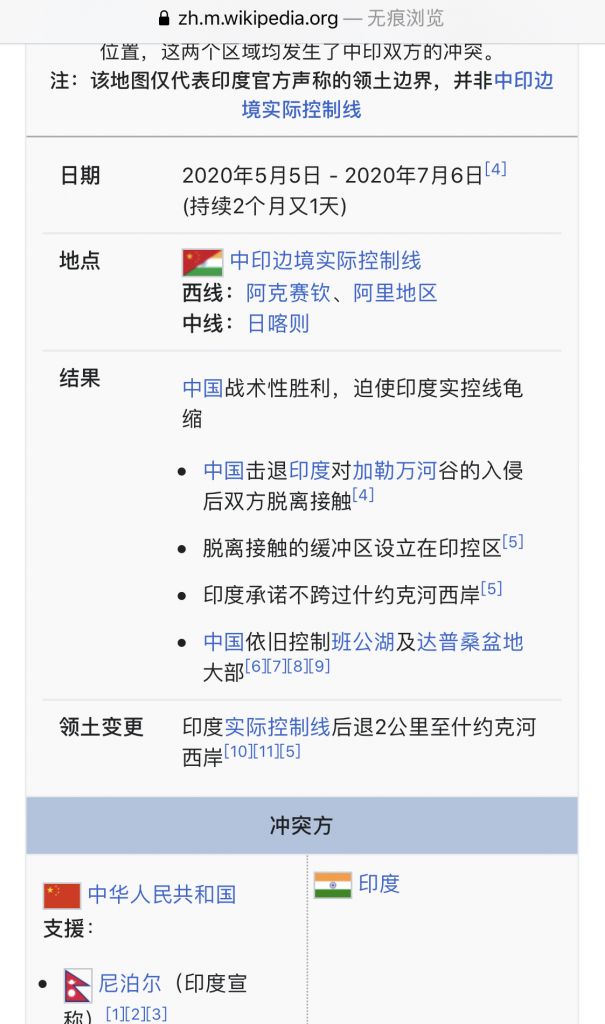 zh.m.wikipedia.org — 无痕浏览
位置，这两个区域均发生了中印双方的冲突。
注：该地图仅代表印度官方声称的领土边界，并非中印边
境实际控制线
日期
2020年5月5日 - 2020年7月6日[4]
(持续2个月又1天)
地点
中印边境实际控制线
西线：阿克赛钦、阿里地区
中线：日喀则
结果
中国战术性胜利，迫使印度实控线龟
缩
• 中国击退印度对加勒万河谷的入侵
后双方脱离接触[4]
• 脱离接触的缓冲区设立在印控区[5]
• 印度承诺不跨过什约克河西岸[5]
• 中国依旧控制班公湖及达普桑盆地
大部[6][7][8][9]
领土变更
印度实际控制线后退2公里至什约克河
西岸[10][11][5]
冲突方
中华人民共和国
支援：
• 尼泊尔（印度宣
称）[1][2][3]
印度